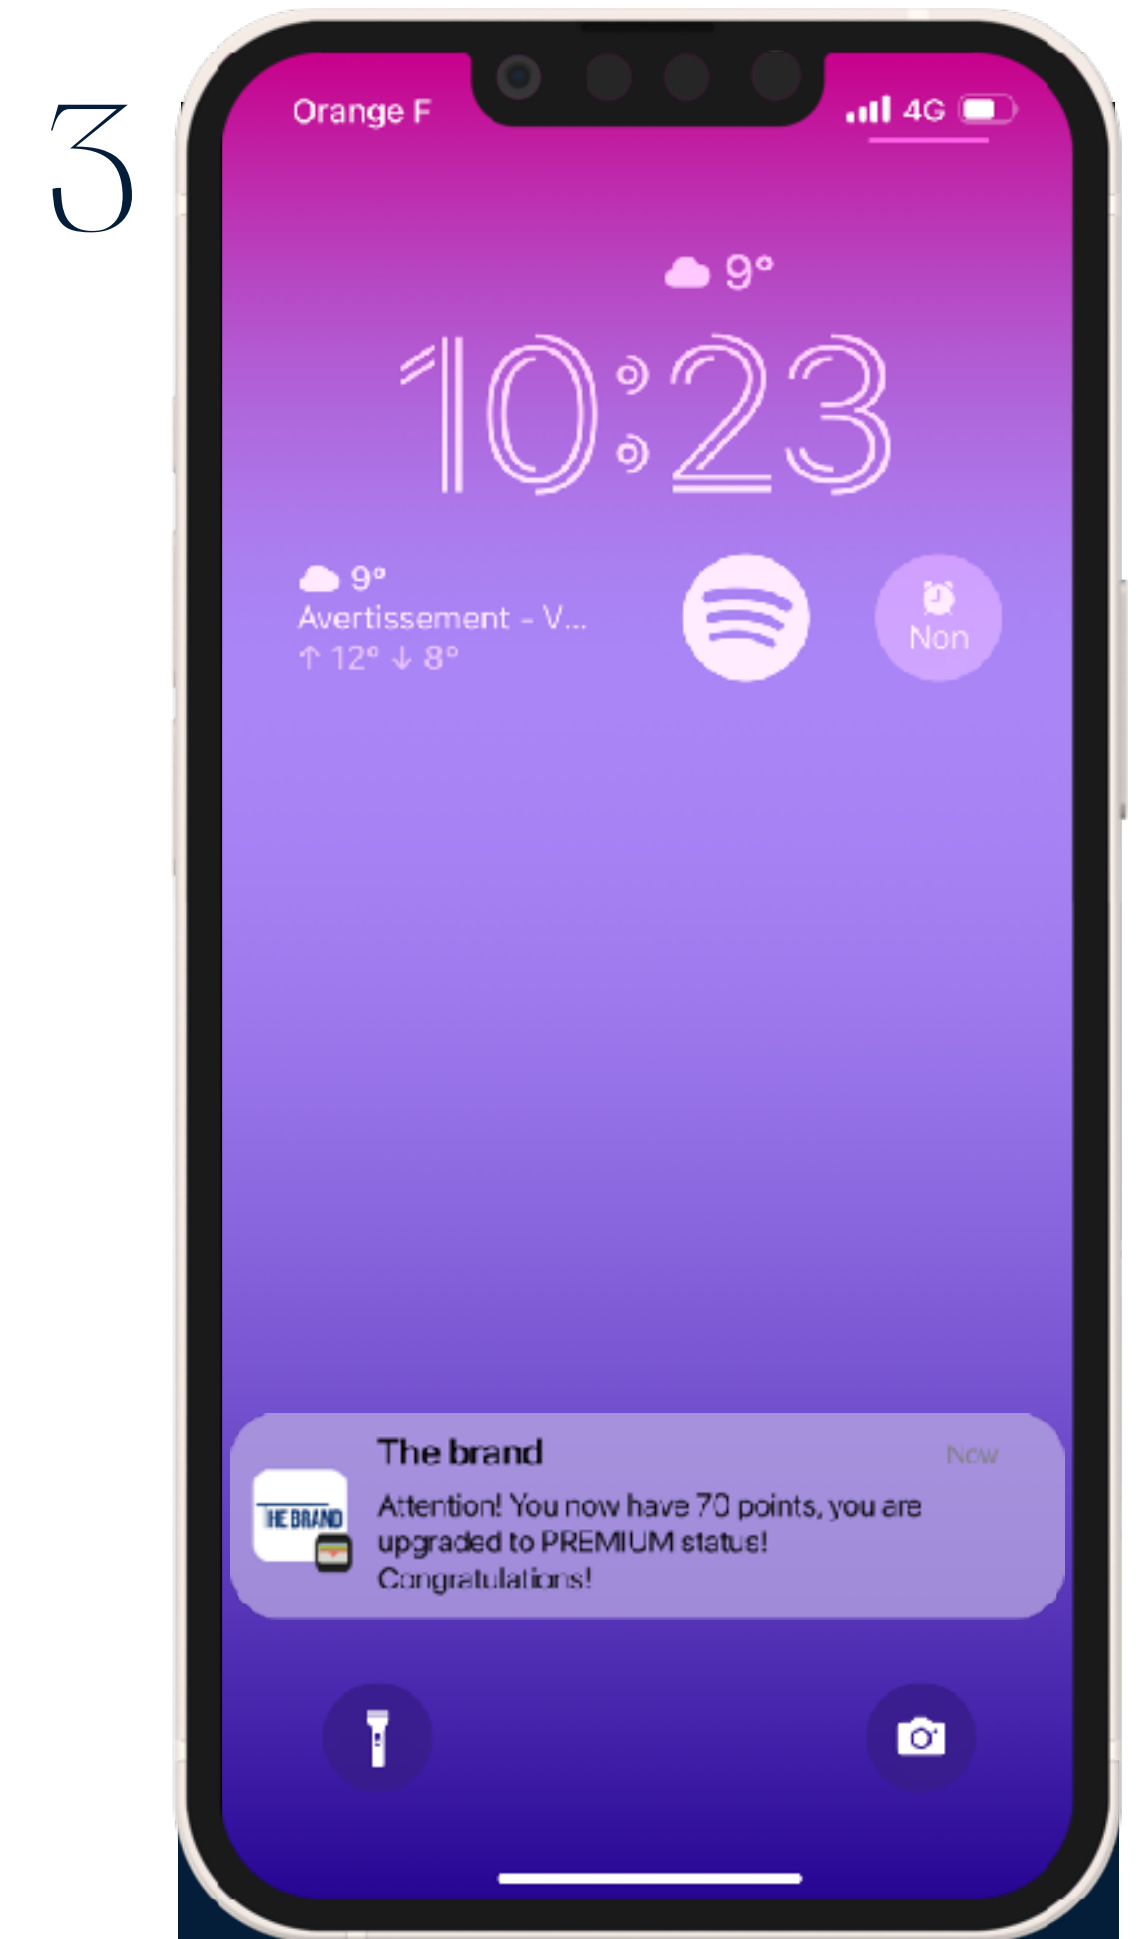 3
Orange F
4G
9°
10:23
9°
Avertissement - V...
↑ 12° ↓ 8°
Non
The brand
Now
THE BRAND
Attention! You now have 70 points, you are
upgraded to PREMIUM status!
Congratulations!